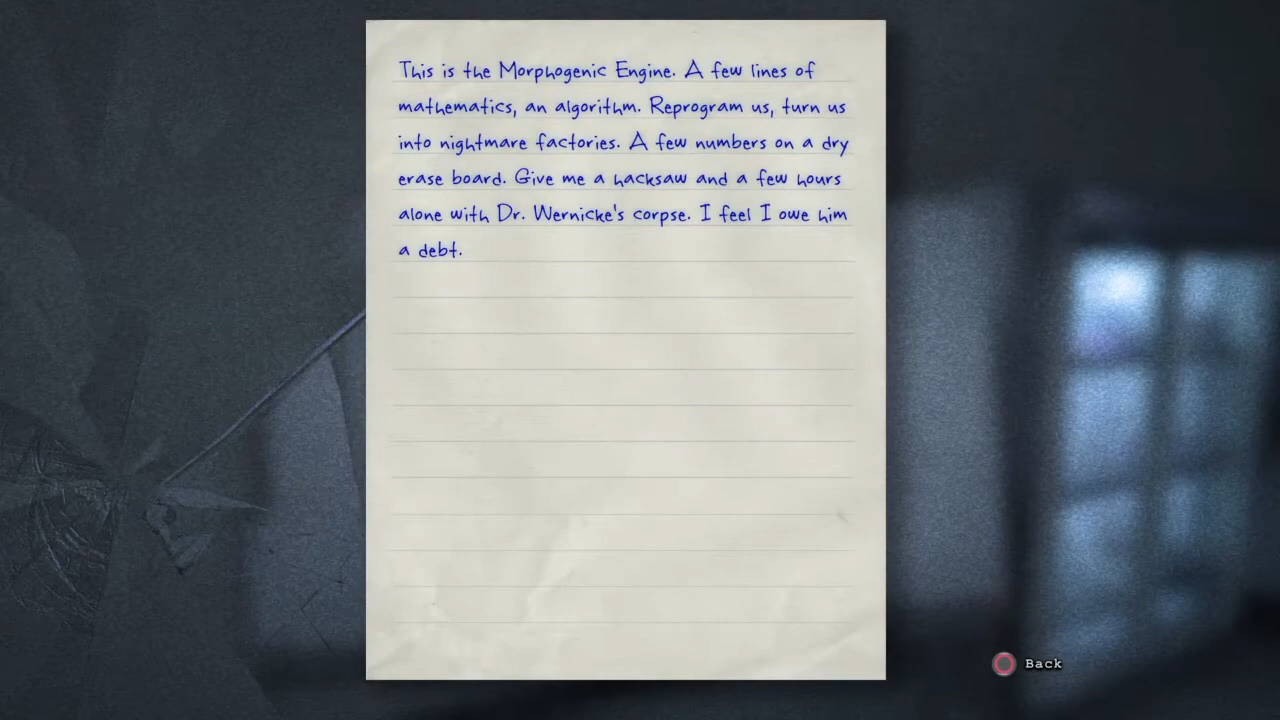 This is the Morphogenic Engine. A few lines of
mathematics, an algorithm. Reprogram us, turn us
into nightmare factories. A few numbers on a dry
erase board. Give me a hacksaw and a few hours
alone with Dr. Wernicke's corpse. I feel I owe him
a debt.
Back